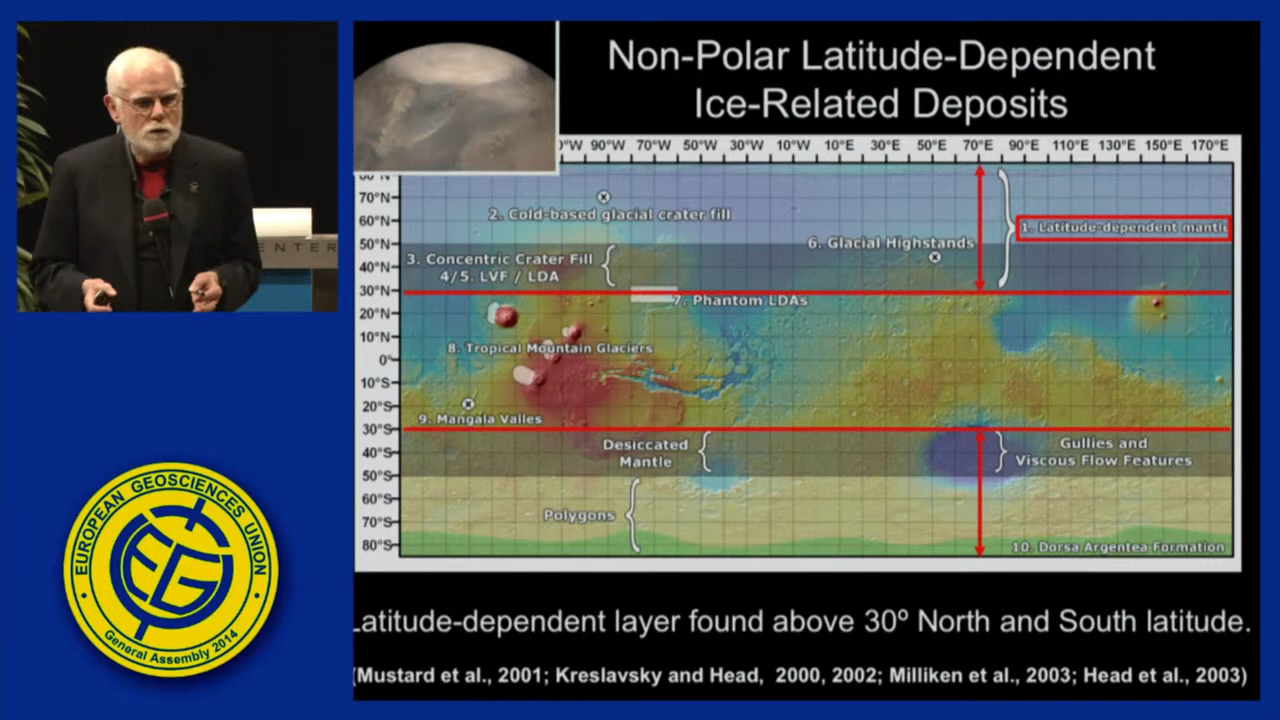 Non-Polar Latitude-Dependent
Ice-Related Deposits
90°W 70°W 50°W 30°W 10°W 10°E 30°E 50°E 70°E 90°E 110°E 130°E 150°E 170°E
70°N
60°N
50°N
40°N
30°N
20°N
10°N
0°
10°S
20°S
30°S
40°S
50°S
60°S
70°S
80°S
2. Cold-based glacial crater fill
1. Latitude-dependent
6. Glacial Highstands
3. Concentric Crater Fill
4/5. LVF / LDA
7. Phantom LDAs
8. Tropical Mountain Glaciers
9. Mangala Valles
Desiccated
Mantle
Gullies and
Viscous Flow Features
Polygons
10. Dorsa Argentea Formation
Latitude-dependent layer found above 30º North and South latitude.
(Mustard et al., 2001; Kreslavsky and Head, 2000, 2002; Milliken et al., 2003; Head et al., 2003)
ENTER
EUROPEAN GEOSCIENCES UNION
EGU
General Assembly 2014